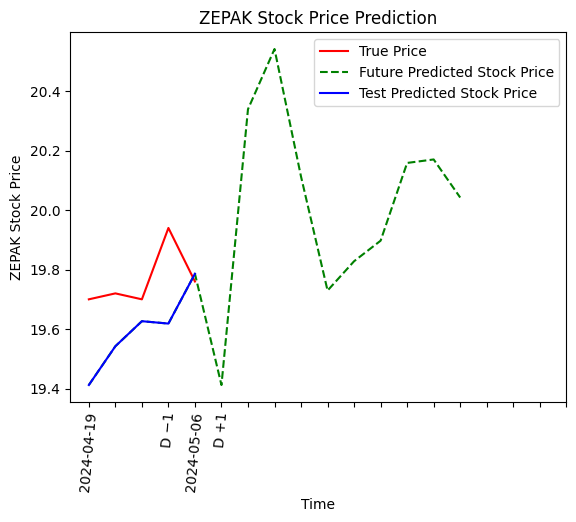 ZEPAK Stock Price Prediction
True Price
Future Predicted Stock Price
Test Predicted Stock Price
ZEPAK Stock Price
20.4
20.2
20.0
19.8
19.6
19.4
2024-04-19
D −1
2024-05-06
D +1
Time